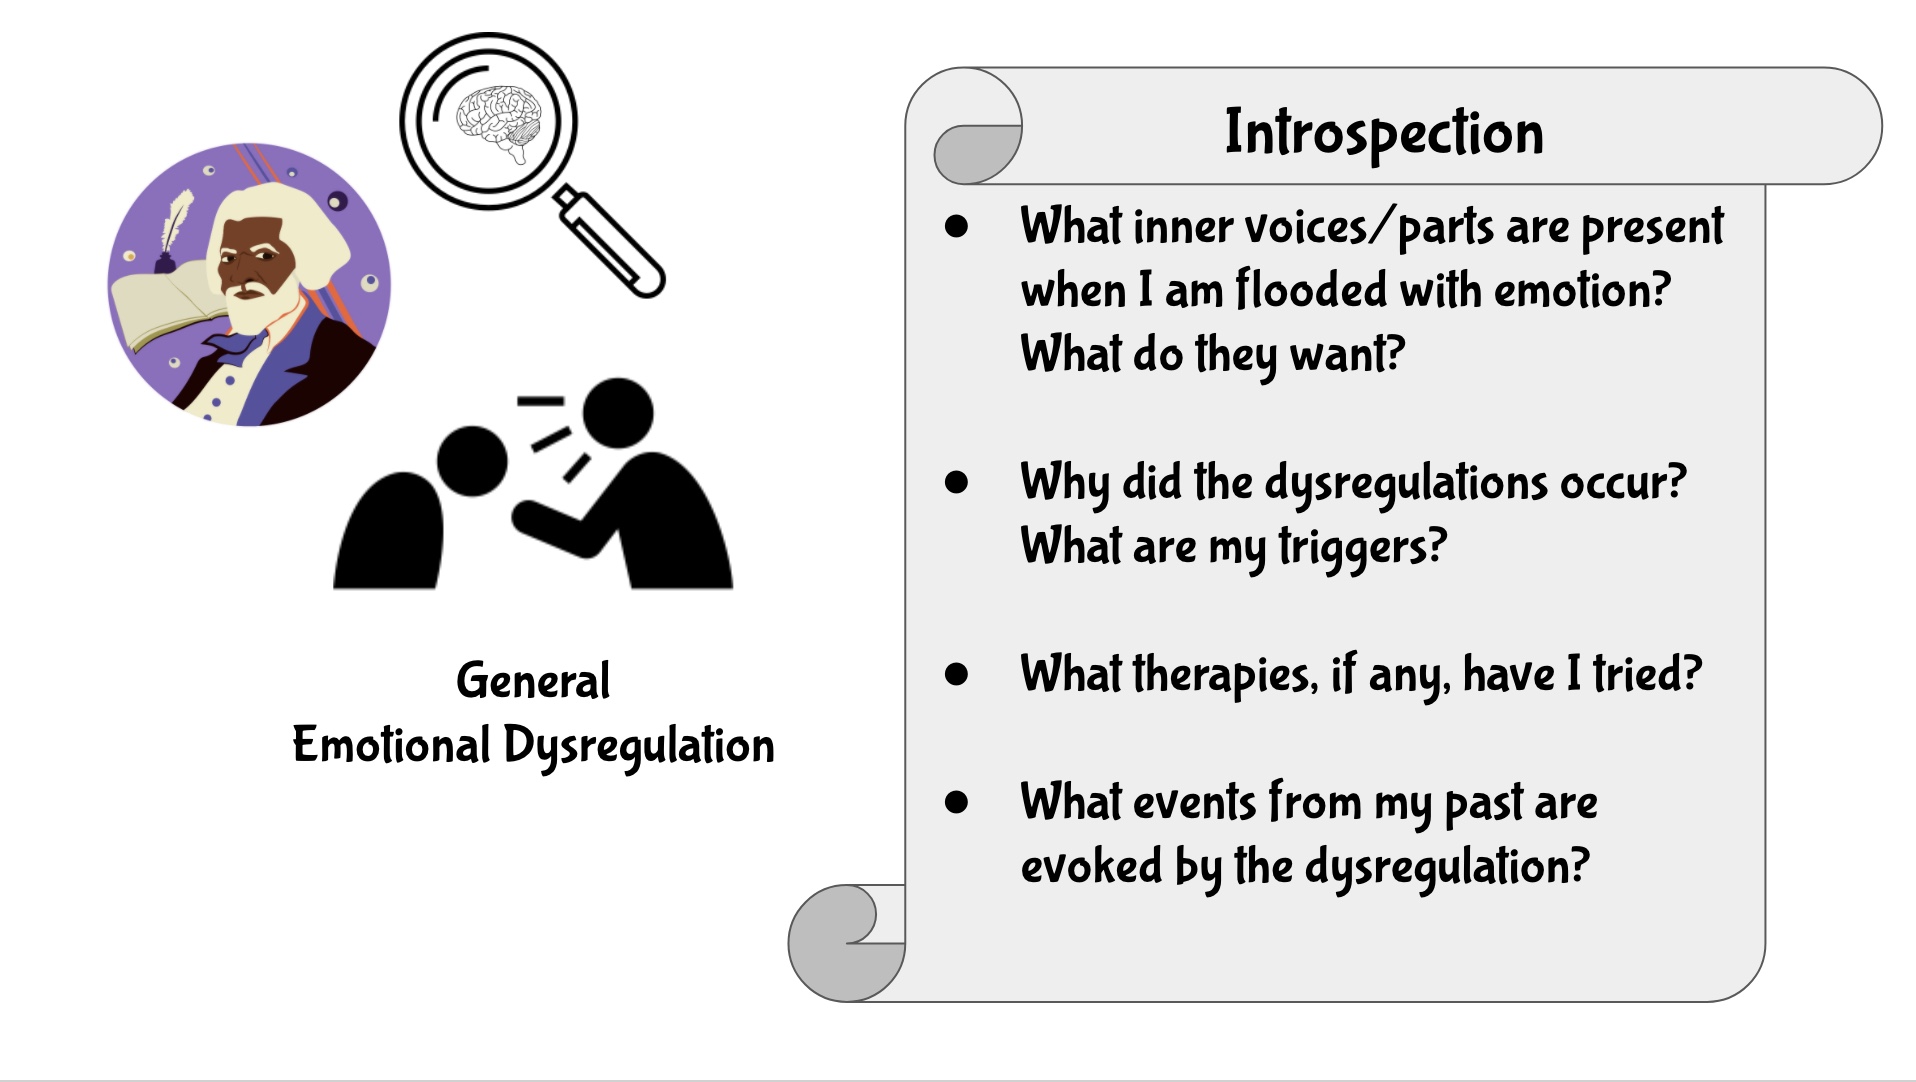 General
Emotional Dysregulation
Introspection
● What inner voices/parts are present
when I am flooded with emotion?
What do they want?
● Why did the dysregulations occur?
What are my triggers?
● What therapies, if any, have I tried?
● What events from my past are
evoked by the dysregulation?